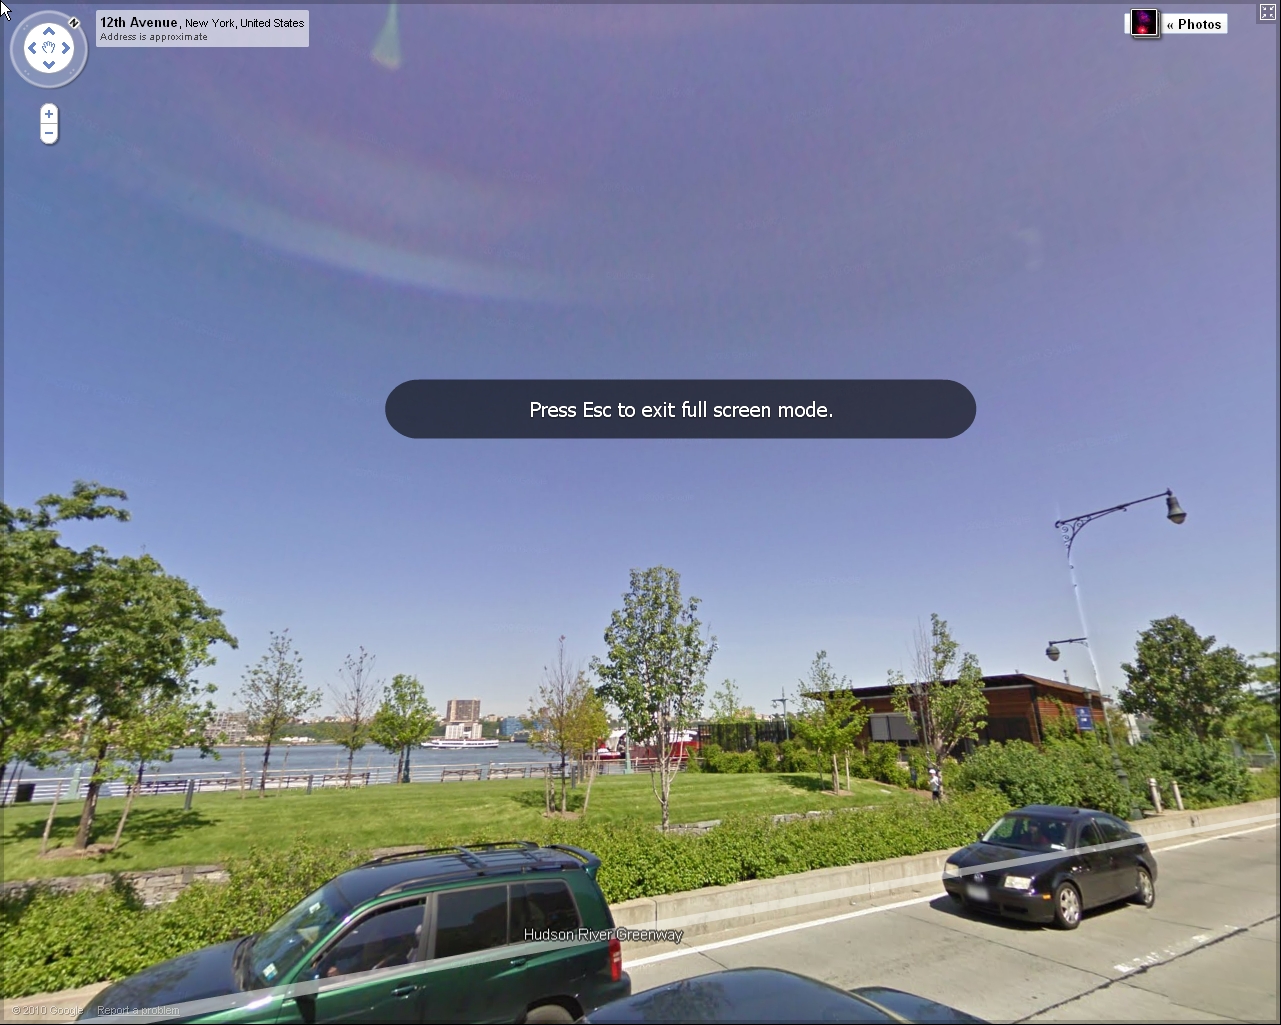 12th Avenue, New York, United States
Address is approximate
N
« Photos
+
−
Press Esc to exit full screen mode.
Hudson River Greenway
© 2010 Google Report a problem